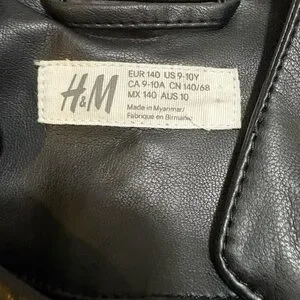 H&M
EUR 140 US 9-10Y
CA 9-10A CN 140/68
MX 140 AUS 10
Made in Myanmar/
Fabriqué en Birmanie